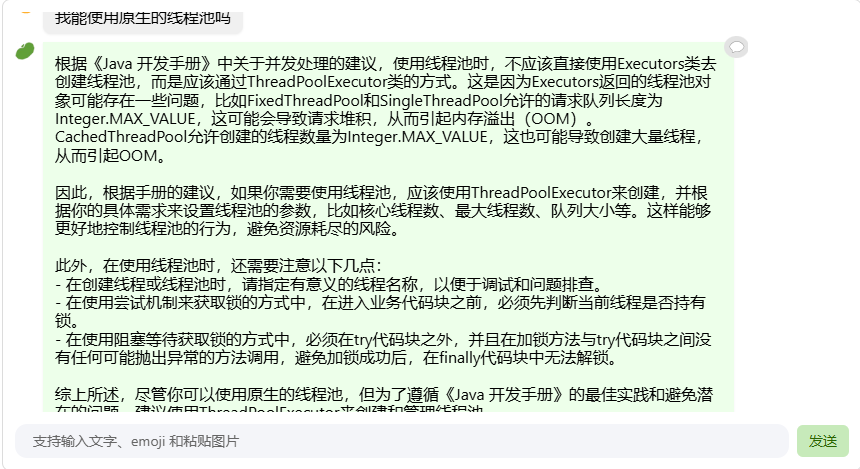 我能使用原生的线程池吗
根据《Java 开发手册》中关于并发处理的建议，使用线程池时，不应该直接使用Executors类去
创建线程池，而是应该通过ThreadPoolExecutor类的方式。这是因为Executors返回的线程池对
象可能存在一些问题，比如FixedThreadPool和SingleThreadPool允许的请求队列长度为
Integer.MAX_VALUE，这可能会导致请求堆积，从而引起内存溢出（OOM）。
CachedThreadPool允许创建的线程数量为Integer.MAX_VALUE，这也可能导致创建大量线程，
从而引起OOM。
因此，根据手册的建议，如果你需要使用线程池，应该使用ThreadPoolExecutor来创建，并根
据你的具体需求来设置线程池的参数，比如核心线程数、最大线程数、队列大小等。这样能够
更好地控制线程池的行为，避免资源耗尽的风险。
此外，在使用线程池时，还需要注意以下几点：
- 在创建线程或线程池时，请指定有意义的线程名称，以便于调试和问题排查。
- 在使用尝试机制来获取锁的方式中，在进入业务代码块之前，必须先判断当前线程是否持有
锁。
- 在使用阻塞等待获取锁的方式中，必须在try代码块之外，并且在加锁方法与try代码块之间没
有任何可能抛出异常的方法调用，避免加锁成功后，在finally代码块中无法解锁。
综上所述，尽管你可以使用原生的线程池，但为了遵循《Java 开发手册》的最佳实践和避免潜
在的问题，建议使用ThreadPoolExecutor来创建和管理线程池
支持输入文字、emoji 和粘贴图片
发送